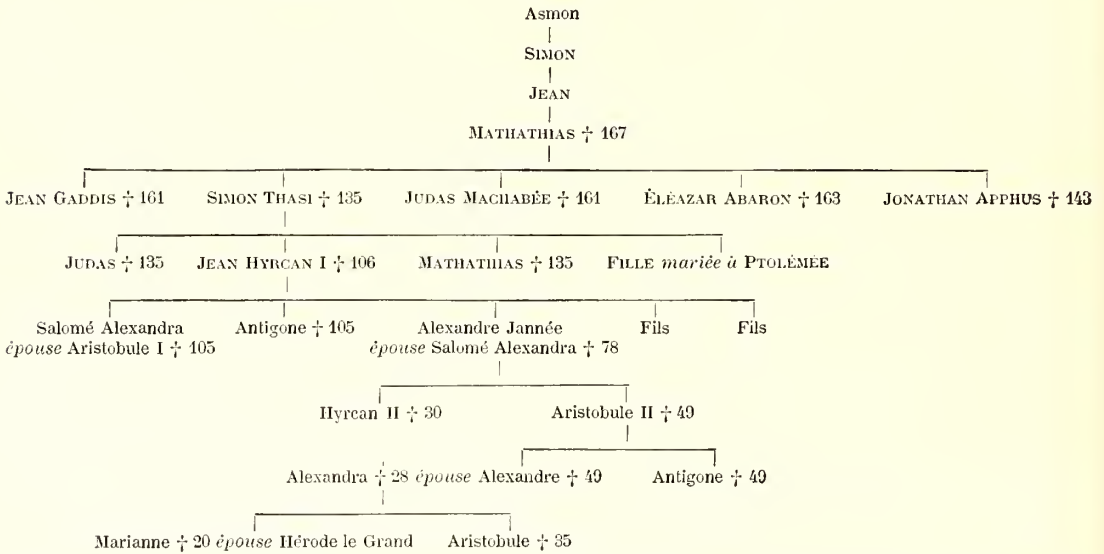 Asmon
SIMON
JEAN
MATHATHIAS † 167
JEAN GADDIS † 161 SIMON THASI † 135 JUDAS MACHABÉE † 161 ÉLÉAZAR ABARON † 163 JONATHAN APPHUS † 143
JUDAS † 135 JEAN HYRCAN I † 106 MATHATHIAS † 135 FILLE mariée à PTOLÉMÉE
Salomé Alexandra Antigone † 105 Alexandre Jannée Fils Fils
épouse Aristobule I † 105 épouse Salomé Alexandra † 78
Hyrcan II † 30 Aristobule II † 49
Alexandra † 28 épouse Alexandre † 49 Antigone † 49
Marianne † 20 épouse Hérode le Grand Aristobule † 35